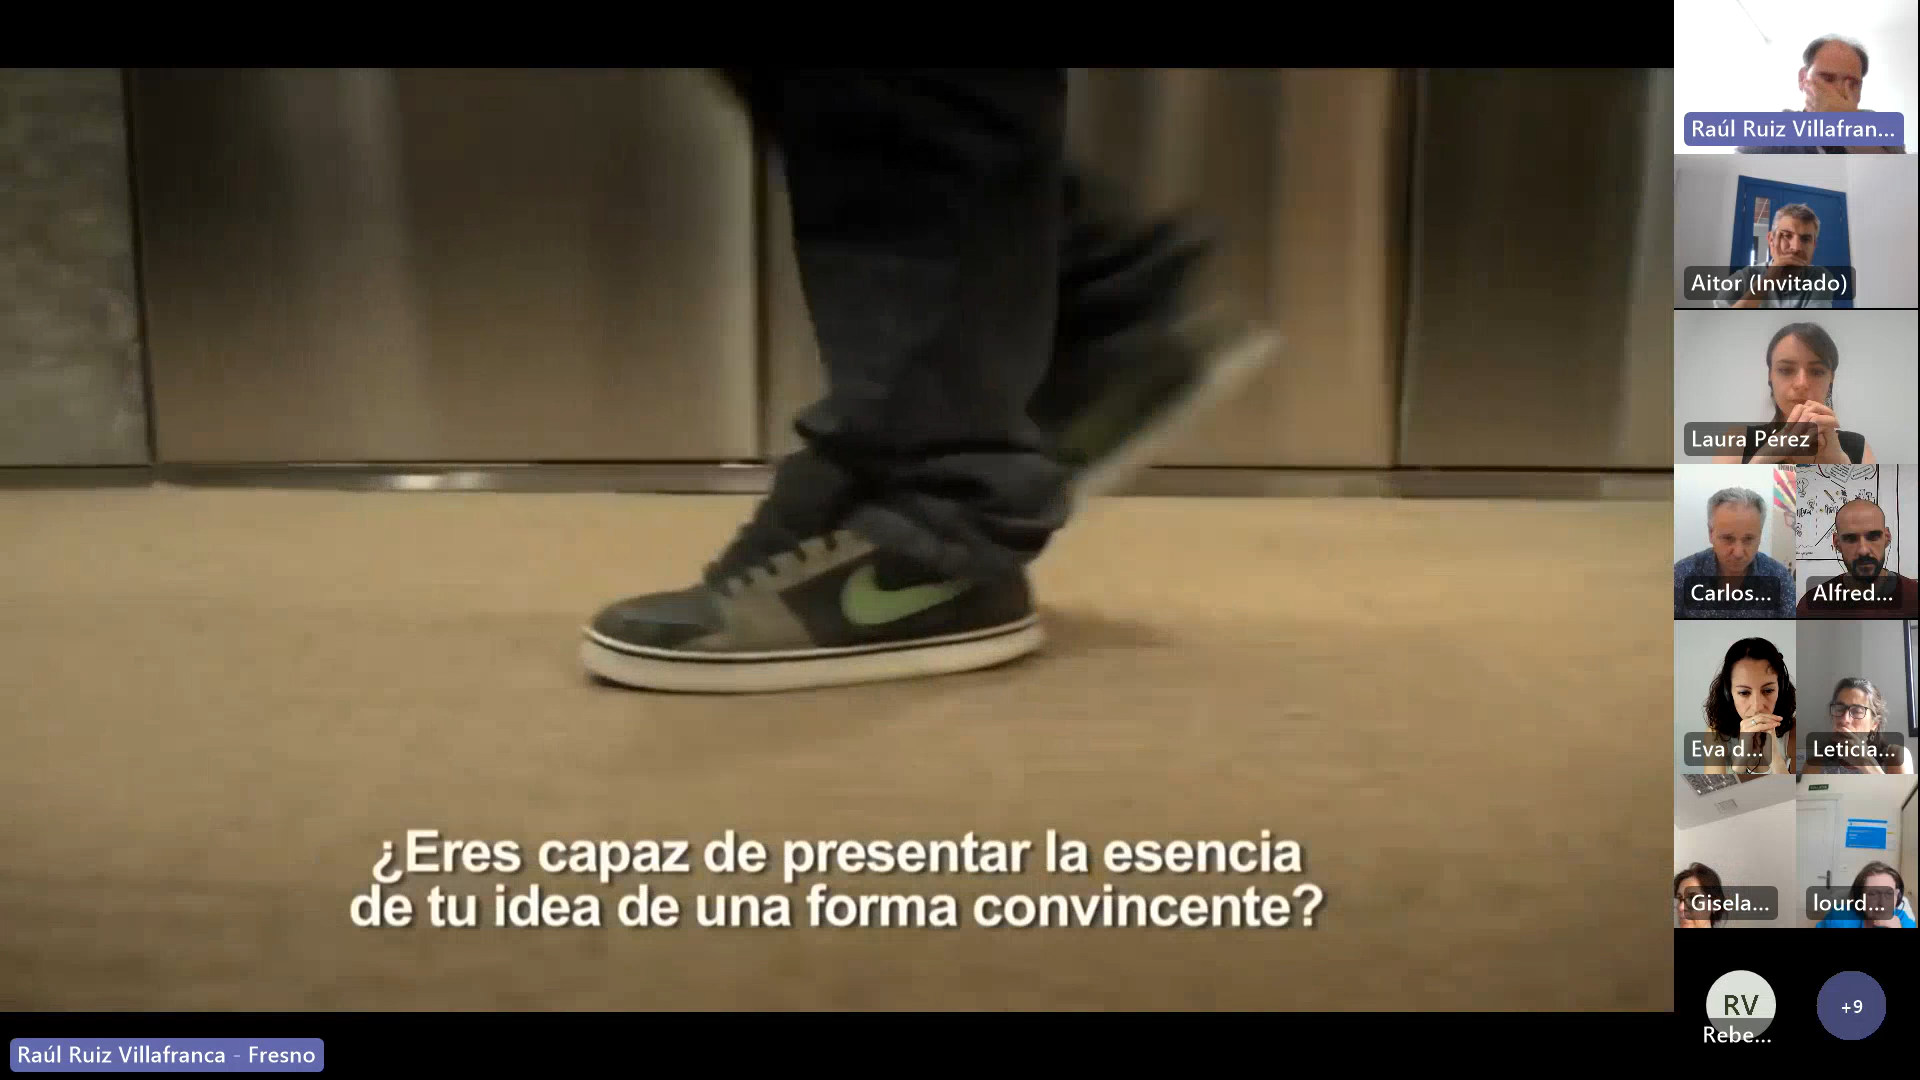 ¿Eres capaz de presentar la esencia
de tu idea de una forma convincente?
Raúl Ruiz Villafranca - Fresno
Raúl Ruiz Villafran...
Aitor (Invitado)
Laura Pérez
Carlos...
Alfred...
Eva d...
Leticia...
Gisela...
lourd...
RV
Rebe...
+9